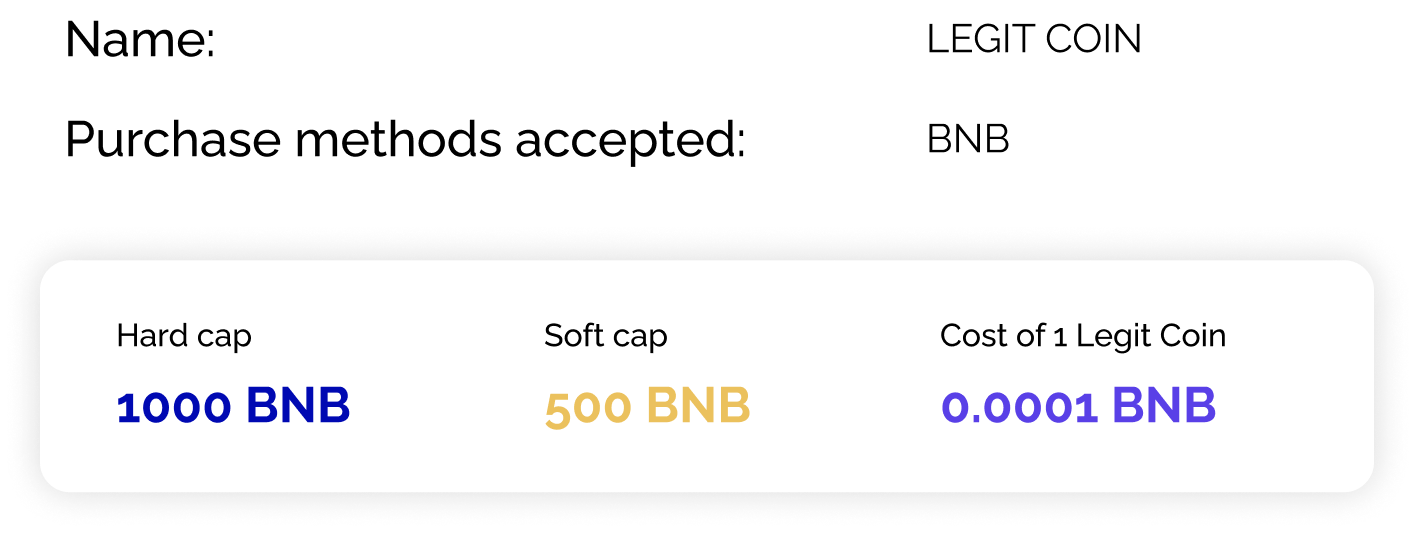 Name: LEGIT COIN
Purchase methods accepted: BNB
Hard cap Soft cap Cost of 1 Legit Coin
1000 BNB 500 BNB 0.0001 BNB